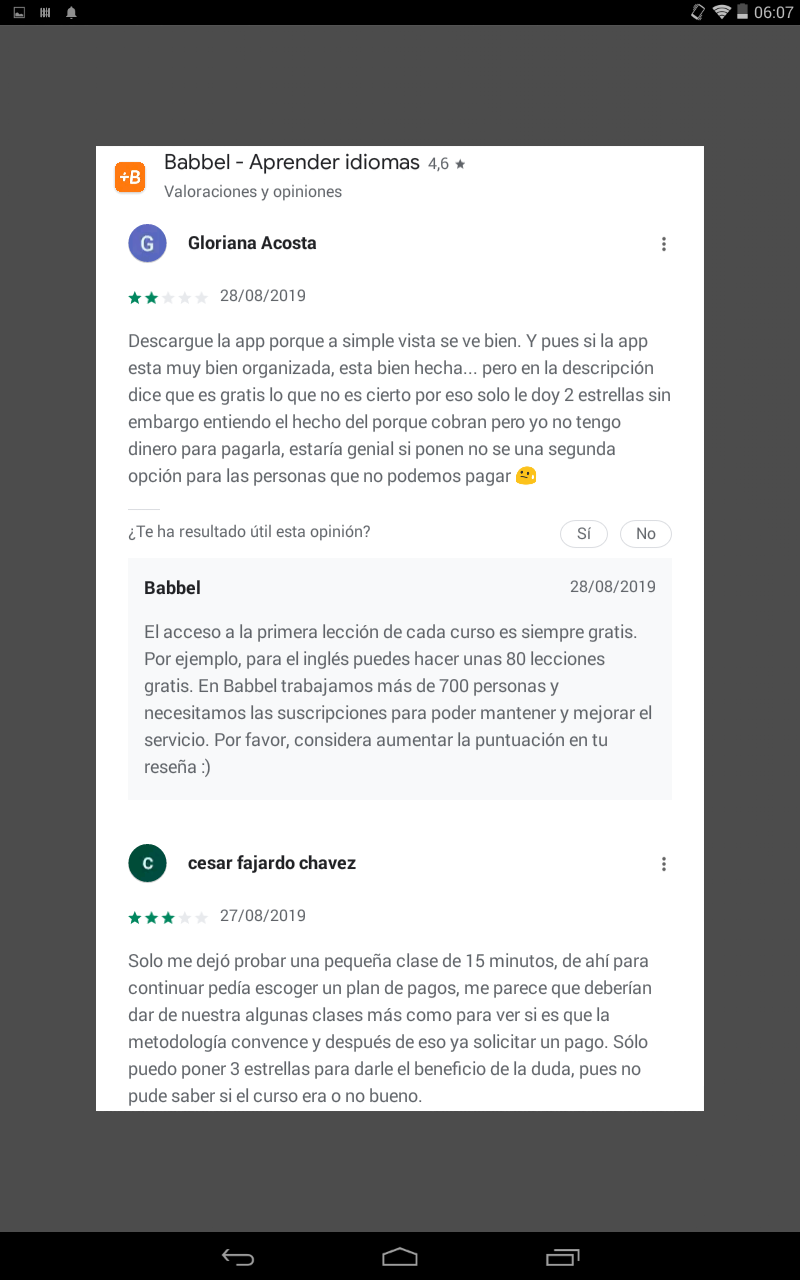 06:07
+B
Babbel - Aprender idiomas 4,6 ★
Valoraciones y opiniones
G
Gloriana Acosta
28/08/2019
Descargue la app porque a simple vista se ve bien. Y pues si la app
esta muy bien organizada, esta bien hecha... pero en la descripción
dice que es gratis lo que no es cierto por eso solo le doy 2 estrellas sin
embargo entiendo el hecho del porque cobran pero yo no tengo
dinero para pagarla, estaría genial si ponen no se una segunda
opción para las personas que no podemos pagar
¿Te ha resultado útil esta opinión? Sí No
Babbel 28/08/2019
El acceso a la primera lección de cada curso es siempre gratis.
Por ejemplo, para el inglés puedes hacer unas 80 lecciones
gratis. En Babbel trabajamos más de 700 personas y
necesitamos las suscripciones para poder mantener y mejorar el
servicio. Por favor, considera aumentar la puntuación en tu
reseña :)
c
cesar fajardo chavez
27/08/2019
Solo me dejó probar una pequeña clase de 15 minutos, de ahí para
continuar pedía escoger un plan de pagos, me parece que deberían
dar de nuestra algunas clases más como para ver si es que la
metodología convence y después de eso ya solicitar un pago. Sólo
puedo poner 3 estrellas para darle el beneficio de la duda, pues no
pude saber si el curso era o no bueno.